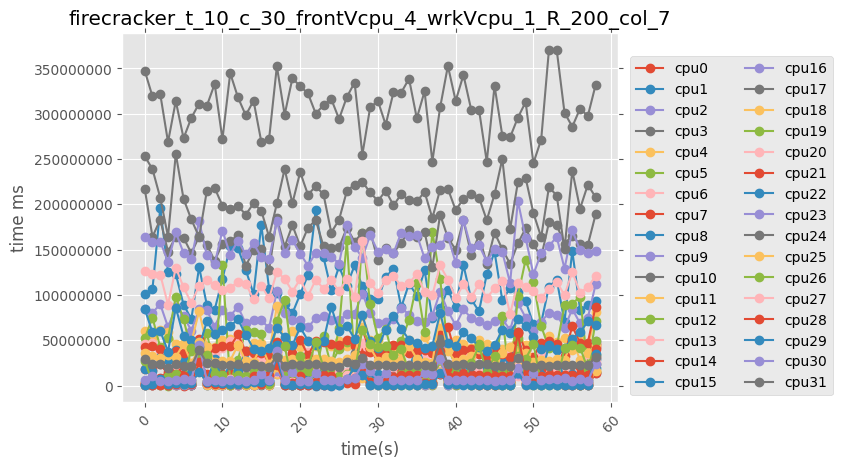 firecracker_t_10_c_30_frontVcpu_4_wrkVcpu_1_R_200_col_7
350000000
300000000
250000000
200000000
150000000
100000000
50000000
0
time ms
0
10
20
30
40
50
60
time(s)
cpu0
cpu1
cpu2
cpu3
cpu4
cpu5
cpu6
cpu7
cpu8
cpu9
cpu10
cpu11
cpu12
cpu13
cpu14
cpu15
cpu16
cpu17
cpu18
cpu19
cpu20
cpu21
cpu22
cpu23
cpu24
cpu25
cpu26
cpu27
cpu28
cpu29
cpu30
cpu31